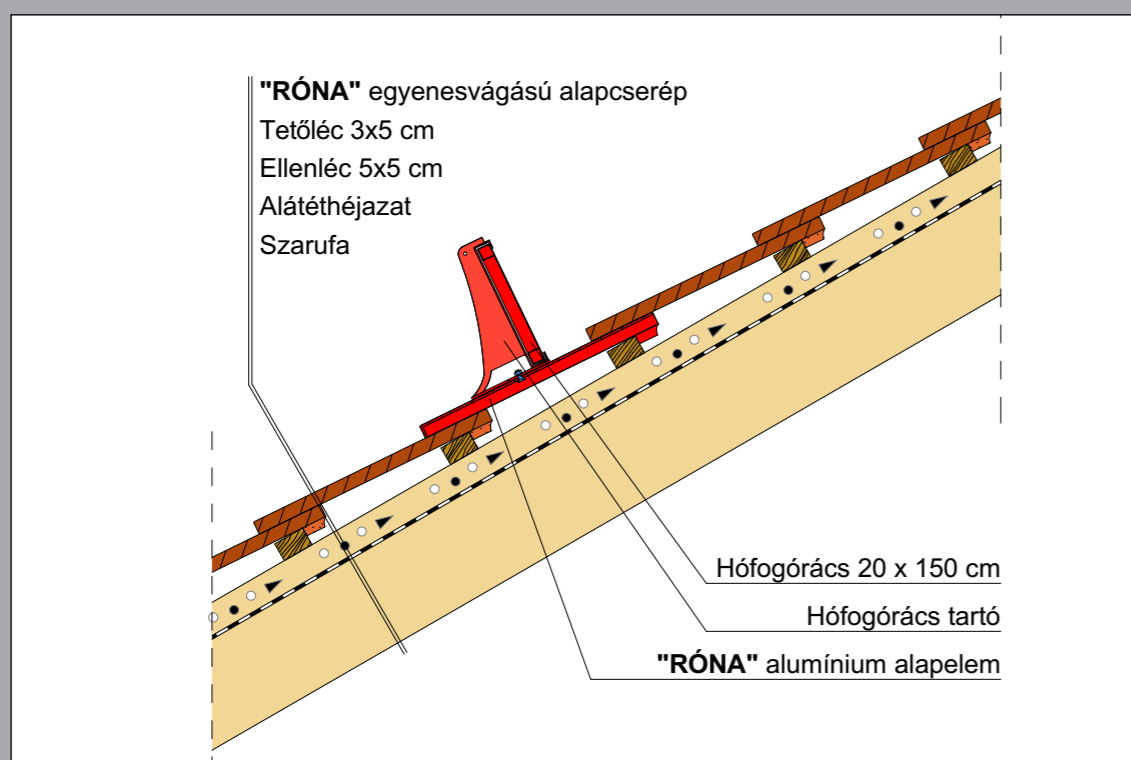 "RÓNA" egyenesvágású alapcserép
Tetőléc 3x5 cm
Ellenléc 5x5 cm
Alátéthéjazat
Szarufa
Hófogórács 20 x 150 cm
Hófogórács tartó
"RÓNA" alumínium alapelem